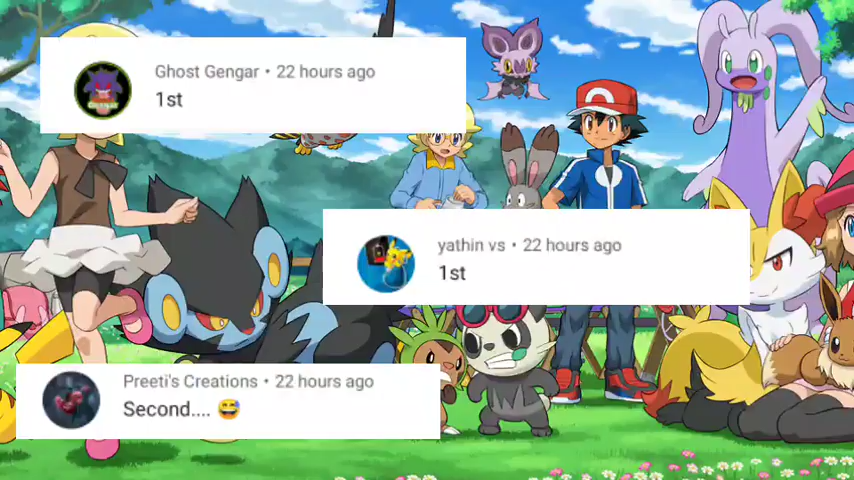 Ghost Gengar • 22 hours ago
1st
yathin vs • 22 hours ago
1st
Preeti's Creations • 22 hours ago
Second.... 😅